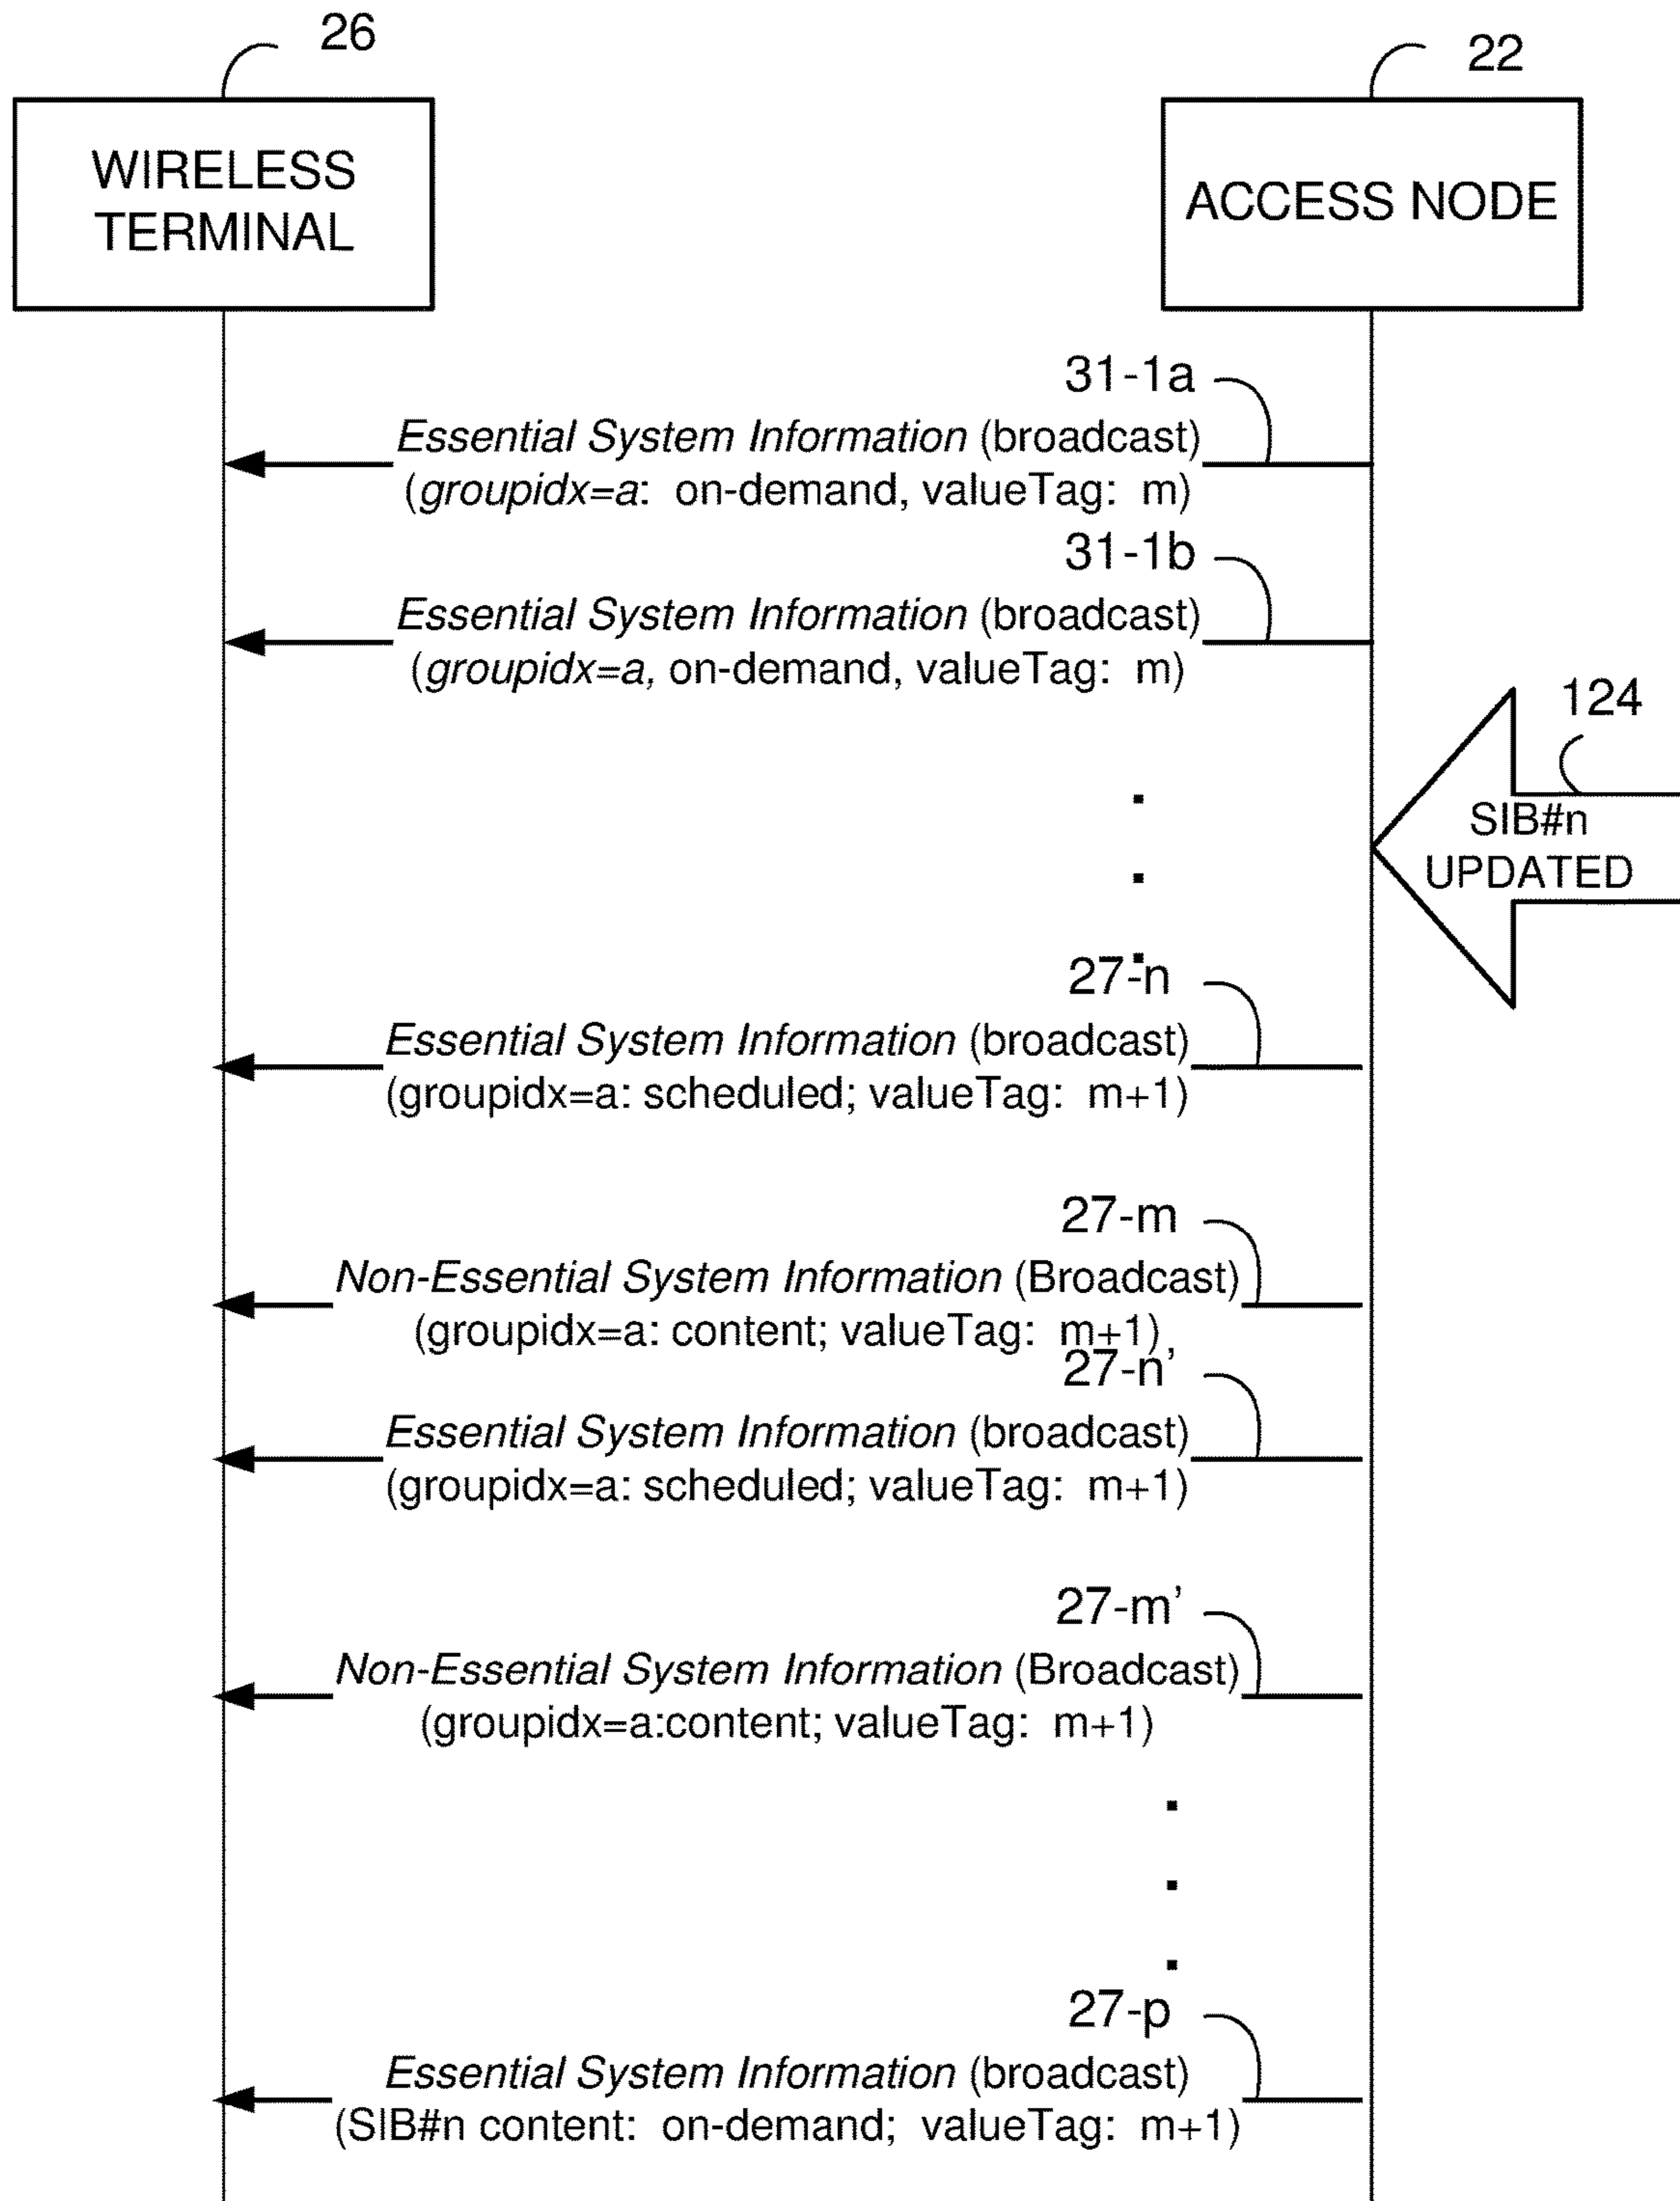 26
22
WIRELESS
TERMINAL
ACCESS NODE
31-1a
Essential System Information (broadcast)
(groupidx=a: on-demand, valueTag: m)
31-1b
Essential System Information (broadcast)
(groupidx=a, on-demand, valueTag: m)
124
SIB#n
UPDATED
27-n
Essential System Information (broadcast)
(groupidx=a: scheduled; valueTag: m+1)
27-m
Non-Essential System Information (Broadcast)
(groupidx=a: content; valueTag: m+1)
27-n’
Essential System Information (broadcast)
(groupidx=a: scheduled; valueTag: m+1)
27-m’
Non-Essential System Information (Broadcast)
(groupidx=a:content; valueTag: m+1)
27-p
Essential System Information (broadcast)
(SIB#n content: on-demand; valueTag: m+1)